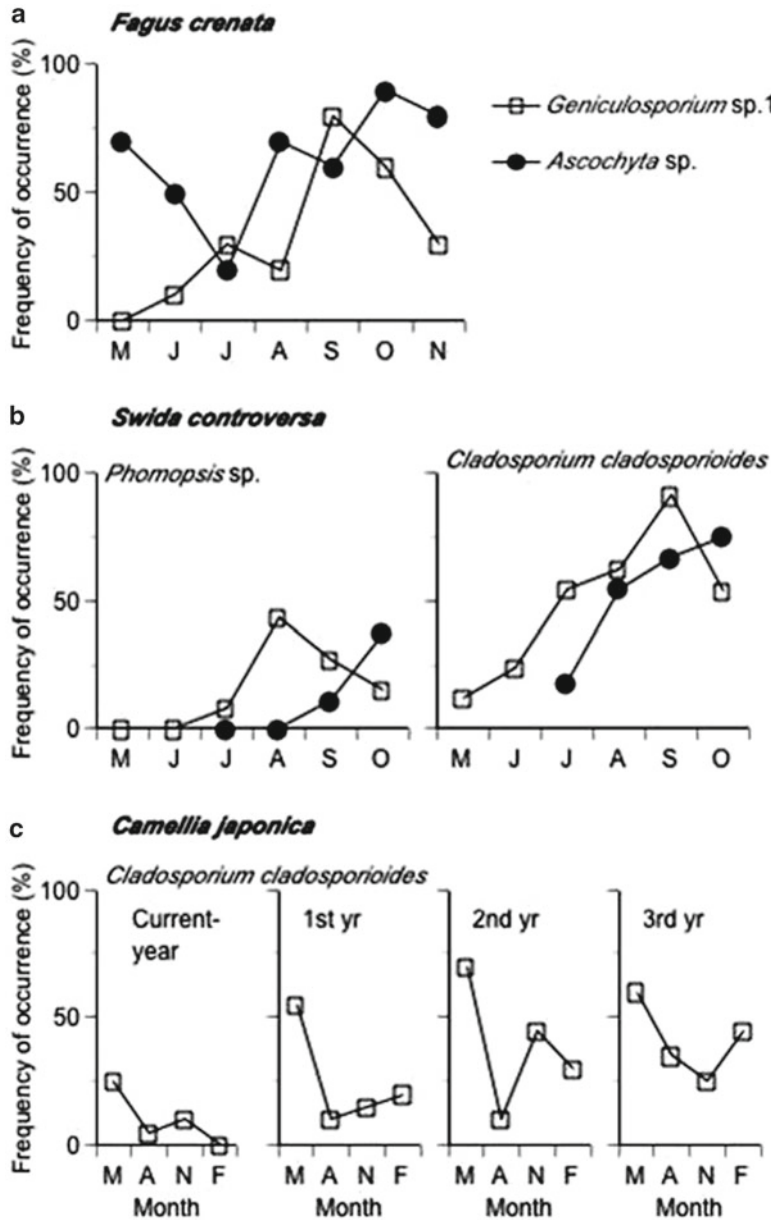 a
Fagus crenata
Frequency of occurrence (%)
100
50
0
M J J A S O N
Geniculosporium sp.1
Ascochyta sp.
b
Swida controversa
Frequency of occurrence (%)
100
50
0
Phomopsis sp.
M J J A S O
Cladosporium cladosporioides
M J J A S O
c
Camellia japonica
Cladosporium cladosporioides
Frequency of occurrence (%)
100
50
0
Current-
year
M A N F
Month
1st yr
M A N F
Month
2nd yr
M A N F
Month
3rd yr
M A N F
Month